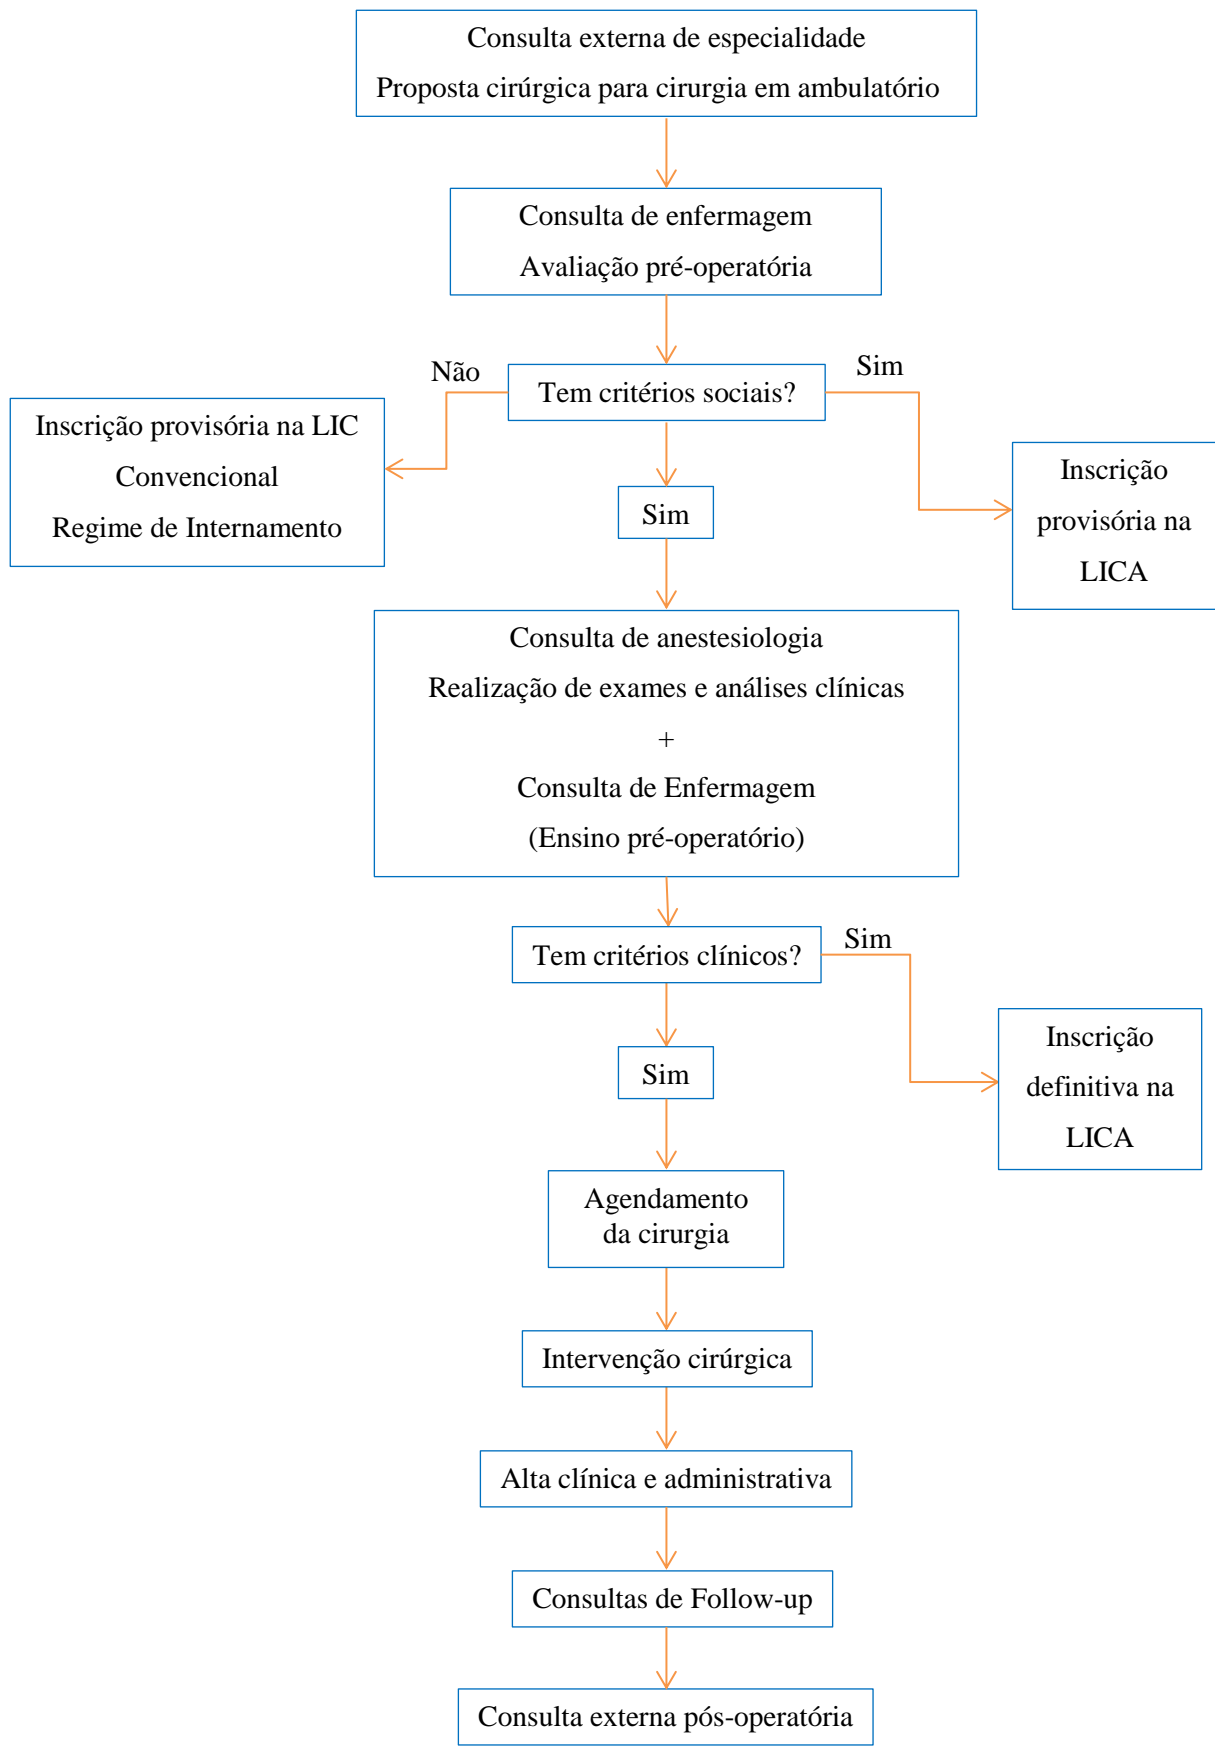 Consulta externa de especialidade
Proposta cirúrgica para cirurgia em ambulatório
Consulta de enfermagem
Avaliação pré-operatória
Não
Tem critérios sociais?
Sim
Inscrição provisória na LIC
Convencional
Regime de Internamento
Sim
Inscrição
provisória na
LICA
Consulta de anestesiologia
Realização de exames e análises clínicas
+
Consulta de Enfermagem
(Ensino pré-operatório)
Tem critérios clínicos?
Sim
Sim
Inscrição
definitiva na
LICA
Agendamento
da cirurgia
Intervenção cirúrgica
Alta clínica e administrativa
Consultas de Follow-up
Consulta externa pós-operatória